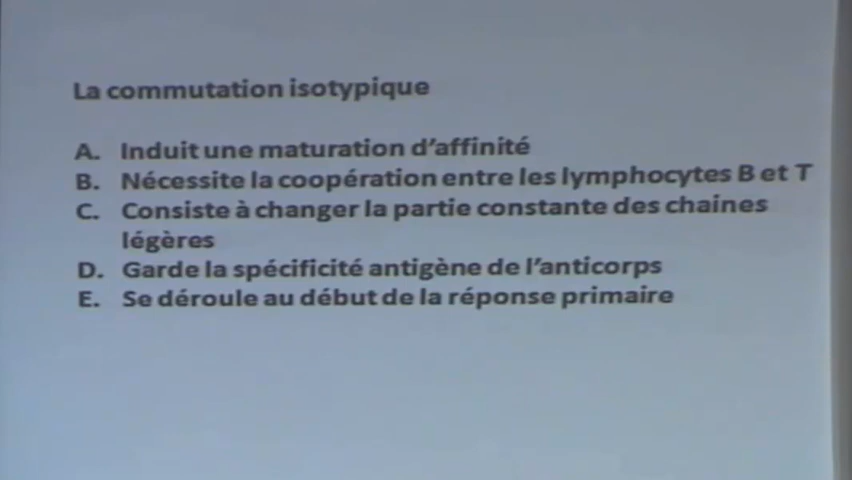 La commutation isotypique
A. Induit une maturation d'affinité
B. Nécessite la coopération entre les lymphocytes B et T
C. Consiste à changer la partie constante des chaines
légères
D. Garde la spécificité antigène de l'anticorps
E. Se déroule au début de la réponse primaire